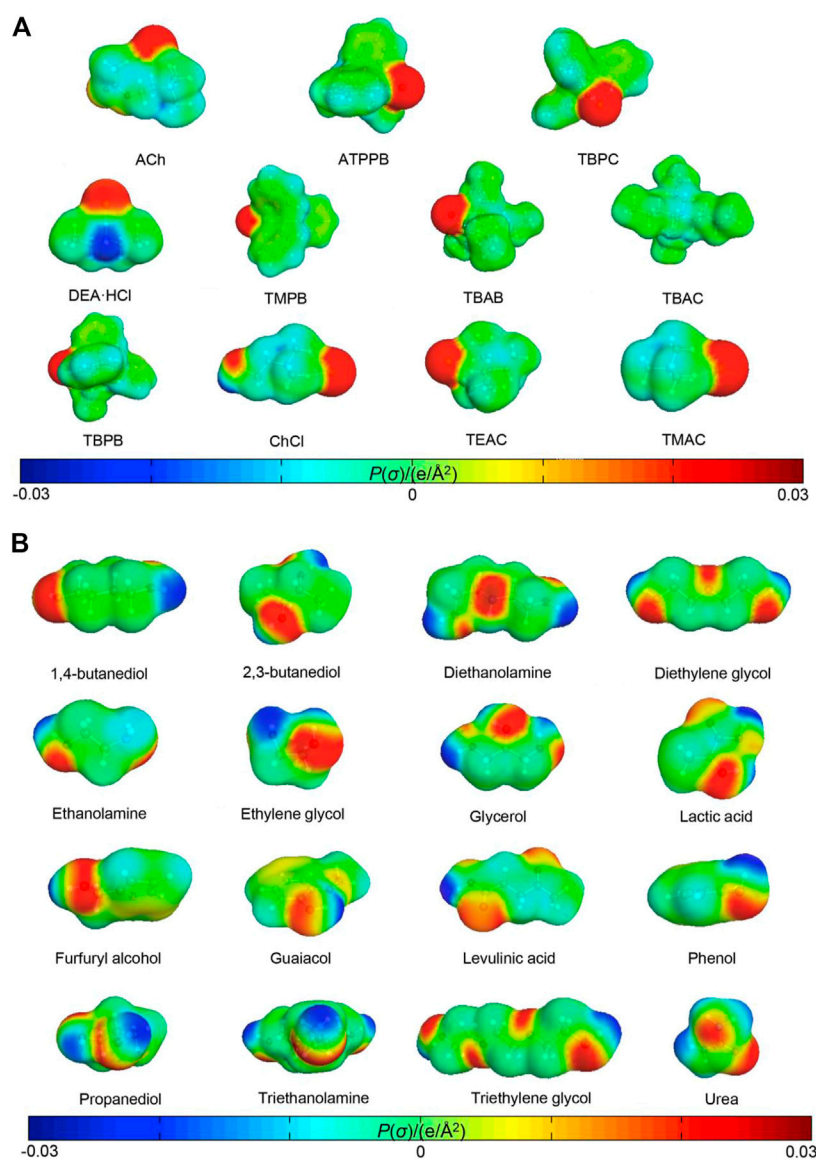 A
ACh ATPPB TBPC
DEA·HCl TMPB TBAB TBAC
TBPB ChCl TEAC TMAC
P(σ)/(e/Å²)
-0.03 0 0.03
B
1,4-butanediol 2,3-butanediol Diethanolamine Diethylene glycol
Ethanolamine Ethylene glycol Glycerol Lactic acid
Furfuryl alcohol Guaiacol Levulinic acid Phenol
Propanediol Triethanolamine Triethylene glycol Urea
P(σ)/(e/Å²)
-0.03 0 0.03